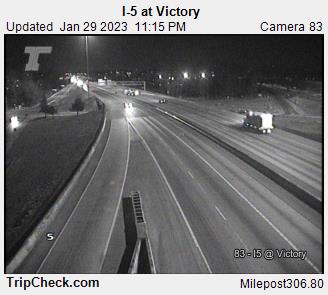 I-5 at Victory
Updated Jan 29 2023 11:15 PM Camera 83
T
S
83 - I5 @ Victory
TripCheck.com Milepost306.80